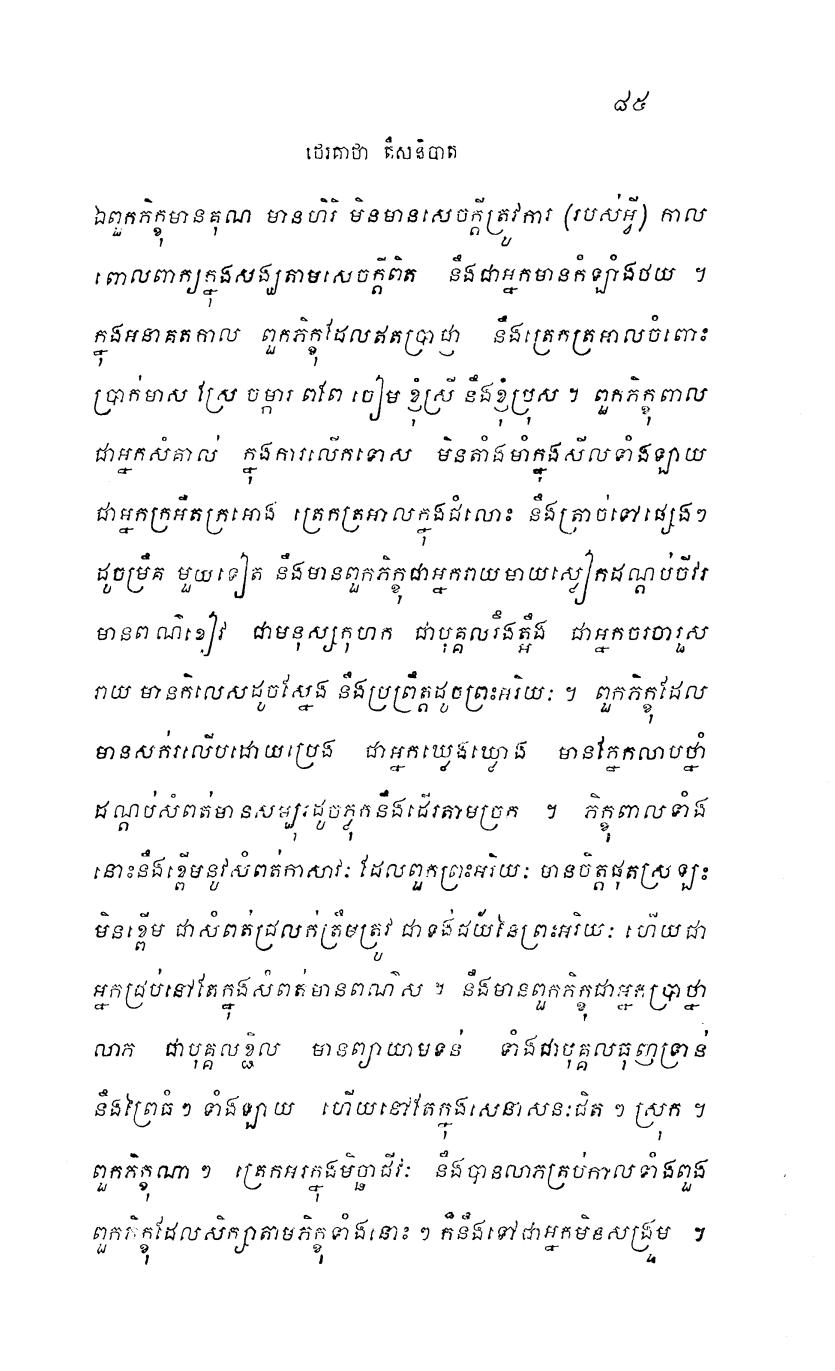 ៨៥
ថេរគាថា តឹសនិបាត
ឯពួកភិក្ខុមានគុណ មានហិរិ មិនមានសេចក្តីត្រូវការ (របស់អ្វី) កាល
ពោលពាក្យក្នុងសង្ឃតាមសេចក្តីពិត នឹងជាអ្នកមានកំឡាំងថយ ។
ក្នុងអនាគតកាល ពួកភិក្ខុដែលឥតប្រាជ្ញា នឹងត្រេកត្រអាលចំពោះ
ប្រាក់មាស ស្រែ ចម្ការ ពពែ ចៀម ខ្ញុំស្រី នឹងខ្ញុំប្រុស ។ ពួកភិក្ខុពាល
ជាអ្នកសំគាល់ ក្នុងការលើកទោស មិនតាំងមាំក្នុងសីលទាំងឡាយ
ជាអ្នកក្រអឺតក្រអោង ត្រេកត្រអាលក្នុងជំលោះ នឹងត្រាច់ទៅផ្សេងៗ
ដូចម្រឹគ មួយទៀត នឹងមានពួកភិក្ខុជាអ្នករាយមាយស្លៀកដណ្តប់ចីវរ
មានពណ៌ខៀវ ជាមនុស្សកុហក ជាបុគ្គលរឹងត្អឹង ជាអ្នកចរចារួស
រាយ មានកិលេសដូចស្នែង នឹងប្រព្រឹត្តដូចព្រះអរិយៈ ។ ពួកភិក្ខុដែល
មានសក់រលើបដោយប្រេង ជាអ្នកឃ្លេងឃ្លោង មានភ្នែកលាបថ្នាំ
ដណ្តប់សំពត់មានសម្បុរដូចភ្លុកនឹងដើរតាមច្រក ។ ភិក្ខុពាលទាំង
នោះនឹងខ្ពើមនូវសំពត់កាសាវៈ ដែលពួកព្រះអរិយៈ មានចិត្តផុតស្រឡះ
មិនខ្ពើម ជាសំពត់ជ្រលក់ត្រឹមត្រូវ ជាទង់ជយ័នៃព្រះអរិយៈ ហើយជា
អ្នកជ្រប់នៅតែក្នុងសំពត់មានពណ៌ស ។ នឹងមានពួកភិក្ខុជាអ្នកប្រាថ្នា
លាភ ជាបុគ្គលខ្ជិល មានព្យាយាមទន់ ទាំងជាបុគ្គលធុញទ្រាន់
នឹងព្រៃធំ ៗ ទាំងឡាយ ហើយនៅតែក្នុងសេនាសនៈជិត ៗ ស្រុក ។
ពួកភិក្ខុណា ៗ ត្រេកអរក្នុងមិច្ឆាជីវៈ នឹងបានលាភគ្រប់កាលទាំងពួង
ពួកភិក្ខុដែលសិក្សាតាមភិក្ខុទាំងនោះ ៗ ក៏នឹងទៅជាអ្នកមិនសង្រួម ។